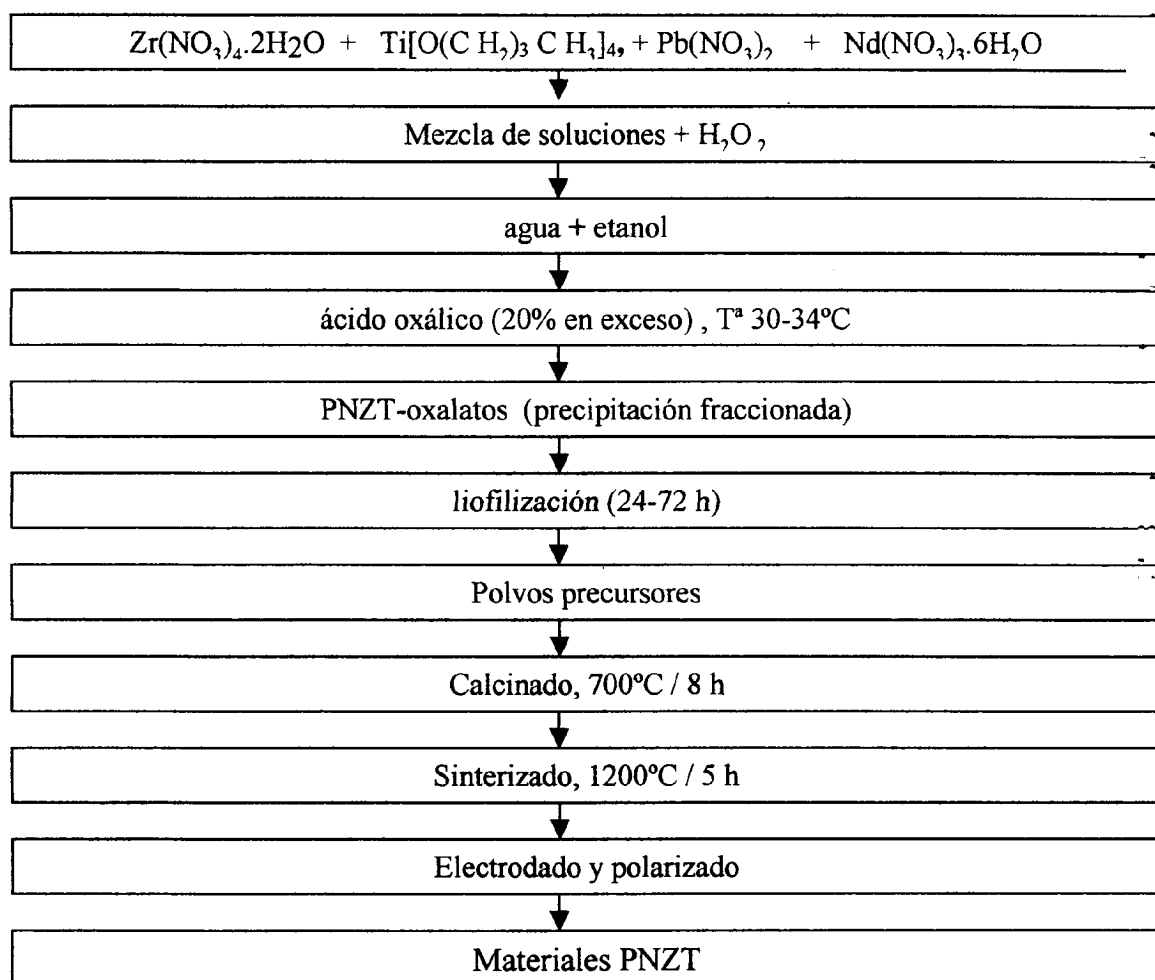 Zr(NO₃)₄.2H2O + Ti[O(C H₂)₃ C H₃]₄, + Pb(NO₃)₂ + Nd(NO₃)₃.6H₂O
Mezcla de soluciones + H₂O₂
agua + etanol
ácido oxálico (20% en exceso) , Tª 30-34ºC
PNZT-oxalatos (precipitación fraccionada)
liofilización (24-72 h)
Polvos precursores
Calcinado, 700ºC / 8 h
Sinterizado, 1200ºC / 5 h
Electrodado y polarizado
Materiales PNZT